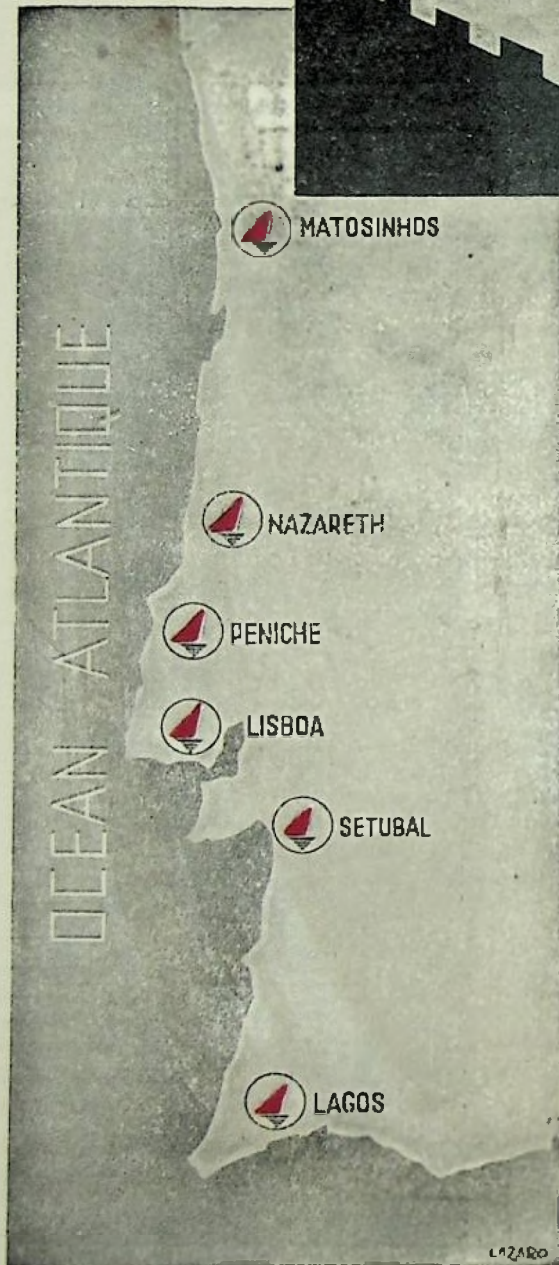 MATOSINHOS
OCEAN ATLANTIQUE
NAZARETH
PENICHE
LISBOA
SETUBAL
LAGOS
LAZARO